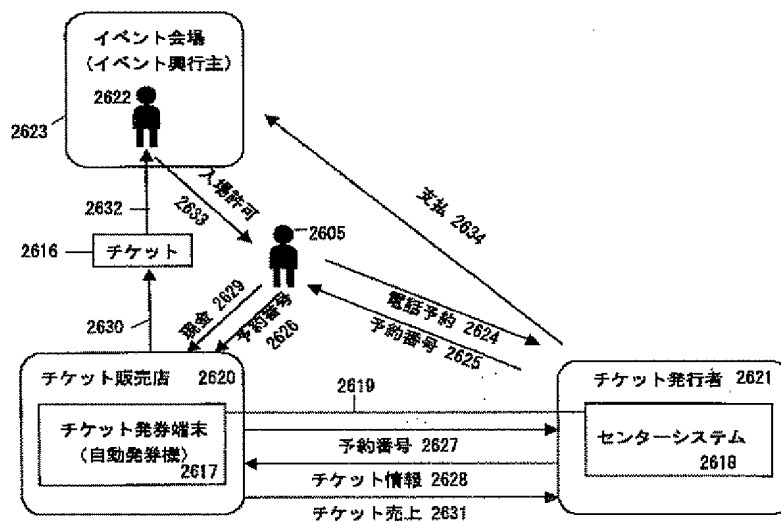 イベント会場
(イベント興行主)
2622
2623
入場許可
2633
2632
2616
チケット
2605
支払 2634
2630
現金 2629
予約番号
2626
電話予約 2624
予約番号 2625
チケット販売店 2620
2619
チケット発行者 2621
チケット発券端末
(自動発券機)
2617
センターシステム
2618
予約番号 2627
チケット情報 2628
チケット売上 2631